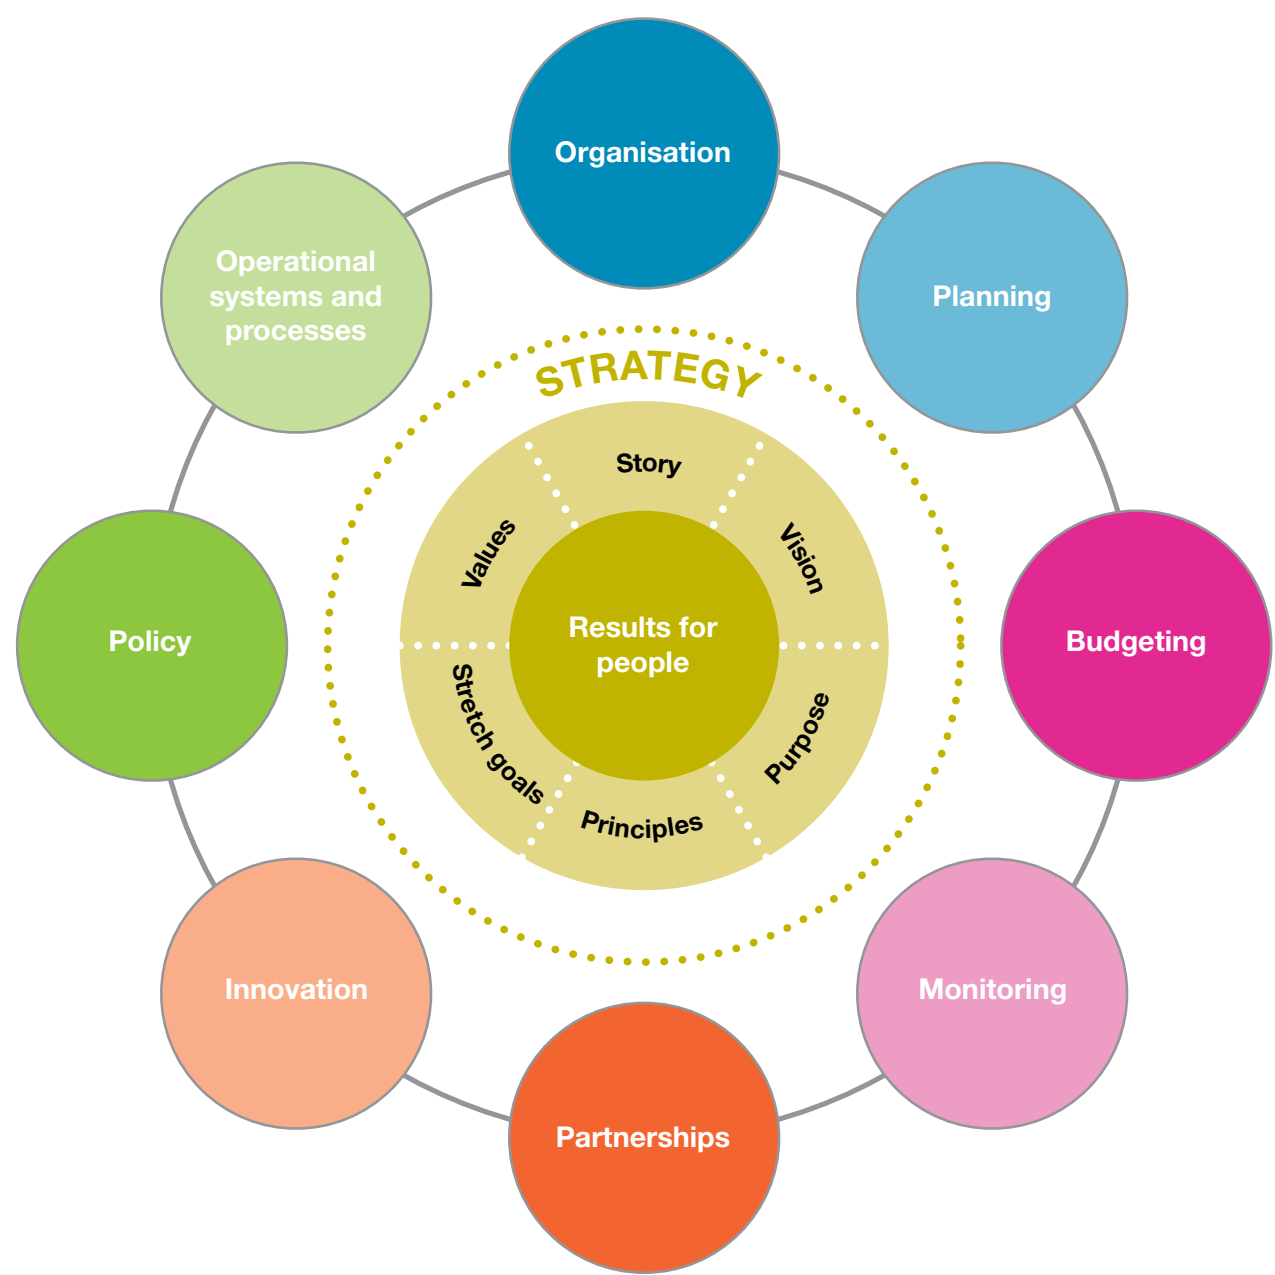 Organisation
Planning
Budgeting
Monitoring
Partnerships
Innovation
Policy
Operational
systems and
processes
STRATEGY
Story
Vision
Purpose
Principles
Stretch goals
Values
Results for
people